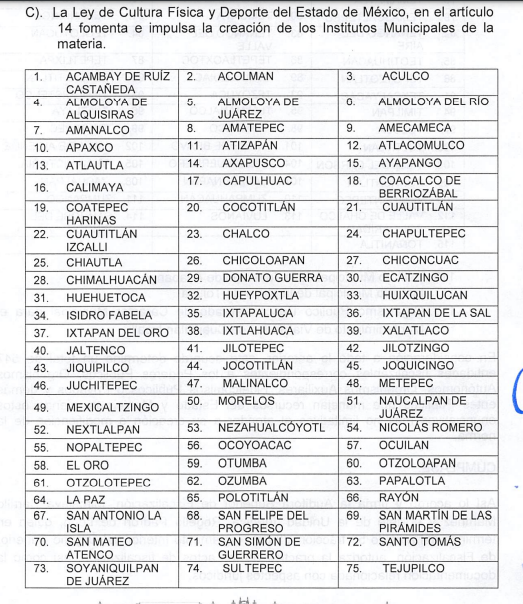 C). La Ley de Cultura Física y Deporte del Estado de México, en el artículo
14 fomenta e impulsa la creación de los Institutos Municipales de la
materia.
1. ACAMBAY DE RUÍZ CASTAÑEDA 2. ACOLMAN 3. ACULCO
4. ALMOLOYA DE ALQUISIRAS 5. ALMOLOYA DE JUÁREZ 6. ALMOLOYA DEL RÍO
7. AMANALCO 8. AMATEPEC 9. AMECAMECA
10. APAXCO 11. ATIZAPÁN 12. ATLACOMULCO
13. ATLAUTLA 14. AXAPUSCO 15. AYAPANGO
16. CALIMAYA 17. CAPULHUAC 18. COACALCO DE BERRIOZÁBAL
19. COATEPEC HARINAS 20. COCOTITLÁN 21. CUAUTITLÁN
22. CUAUTITLÁN IZCALLI 23. CHALCO 24. CHAPULTEPEC
25. CHIAUTLA 26. CHICOLOAPAN 27. CHICONCUAC
28. CHIMALHUACÁN 29. DONATO GUERRA 30. ECATZINGO
31. HUEHUETOCA 32. HUEYPOXTLA 33. HUIXQUILUCAN
34. ISIDRO FABELA 35. IXTAPALUCA 36. IXTAPAN DE LA SAL
37. IXTAPAN DEL ORO 38. IXTLAHUACA 39. XALATLACO
40. JALTENCO 41. JILOTEPEC 42. JILOTZINGO
43. JIQUIPILCO 44. JOCOTITLÁN 45. JOQUICINGO
46. JUCHITEPEC 47. MALINALCO 48. METEPEC
49. MEXICALTZINGO 50. MORELOS 51. NAUCALPAN DE JUÁREZ
52. NEXTLALPAN 53. NEZAHUALCÓYOTL 54. NICOLÁS ROMERO
55. NOPALTEPEC 56. OCOYOACAC 57. OCUILAN
58. EL ORO 59. OTUMBA 60. OTZOLOAPAN
61. OTZOLOTEPEC 62. OZUMBA 63. PAPALOTLA
64. LA PAZ 65. POLOTITLÁN 66. RAYÓN
67. SAN ANTONIO LA ISLA 68. SAN FELIPE DEL PROGRESO 69. SAN MARTÍN DE LAS PIRÁMIDES
70. SAN MATEO ATENCO 71. SAN SIMÓN DE GUERRERO 72. SANTO TOMÁS
73. SOYANIQUILPAN DE JUÁREZ 74. SULTEPEC 75. TEJUPILCO